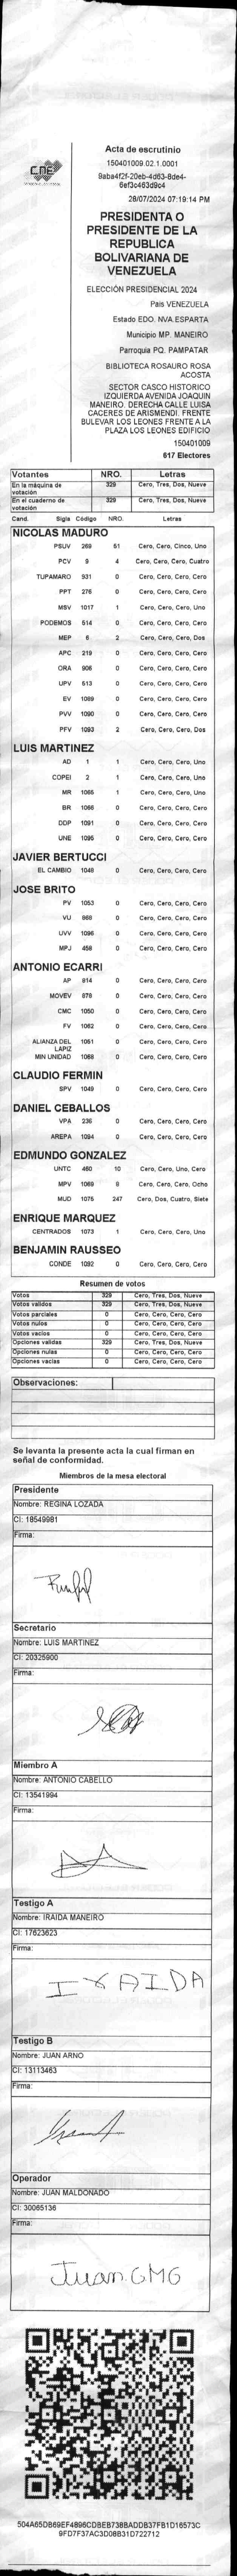 CNE
Acta de escrutinio
150401009.02.1.0001
9aba4f2f-20eb-4d63-8de4-
6ef3c463d9c4
28/07/2024 07:19:14 PM
PRESIDENTA O
PRESIDENTE DE LA
REPUBLICA
BOLIVARIANA DE
VENEZUELA
ELECCIÓN PRESIDENCIAL 2024
País VENEZUELA
Estado EDO. NVA.ESPARTA
Municipio MP. MANEIRO
Parroquia PQ. PAMPATAR
BIBLIOTECA ROSAURO ROSA
ACOSTA
SECTOR CASCO HISTORICO
IZQUIERDA AVENIDA JOAQUIN
MANEIRO. DERECHA CALLE LUISA
CACERES DE ARISMENDI. FRENTE
BULEVAR LOS LEONES FRENTE A LA
PLAZA LOS LEONES EDIFICIO
150401009
617 Electores
Votantes NRO. Letras
En la máquina de votación 329 Cero, Tres, Dos, Nueve
En el cuaderno de votación 329 Cero, Tres, Dos, Nueve
Cand. Sigla Código NRO. Letras
NICOLAS MADURO
PSUV 269 51 Cero, Cero, Cinco, Uno
PCV 9 4 Cero, Cero, Cero, Cuatro
TUPAMARO 931 0 Cero, Cero, Cero, Cero
PPT 276 0 Cero, Cero, Cero, Cero
MSV 1017 1 Cero, Cero, Cero, Uno
PODEMOS 514 0 Cero, Cero, Cero, Cero
MEP 6 2 Cero, Cero, Cero, Dos
APC 219 0 Cero, Cero, Cero, Cero
ORA 906 0 Cero, Cero, Cero, Cero
UPV 613 0 Cero, Cero, Cero, Cero
EV 1089 0 Cero, Cero, Cero, Cero
PVV 1090 0 Cero, Cero, Cero, Cero
PFV 1093 2 Cero, Cero, Cero, Dos
LUIS MARTINEZ
AD 1 1 Cero, Cero, Cero, Uno
COPEI 2 1 Cero, Cero, Cero, Uno
MR 1065 1 Cero, Cero, Cero, Uno
BR 1066 0 Cero, Cero, Cero, Cero
DDP 1091 0 Cero, Cero, Cero, Cero
UNE 1095 0 Cero, Cero, Cero, Cero
JAVIER BERTUCCI
EL CAMBIO 1048 0 Cero, Cero, Cero, Cero
JOSE BRITO
PV 1053 0 Cero, Cero, Cero, Cero
VU 868 0 Cero, Cero, Cero, Cero
UVV 1096 0 Cero, Cero, Cero, Cero
MPJ 458 0 Cero, Cero, Cero, Cero
ANTONIO ECARRI
AP 814 0 Cero, Cero, Cero, Cero
MOVEV 878 0 Cero, Cero, Cero, Cero
CMC 1050 0 Cero, Cero, Cero, Cero
FV 1062 0 Cero, Cero, Cero, Cero
ALIANZA DEL LAPIZ 1051 0 Cero, Cero, Cero, Cero
MIN UNIDAD 1068 0 Cero, Cero, Cero, Cero
CLAUDIO FERMIN
SPV 1049 0 Cero, Cero, Cero, Cero
DANIEL CEBALLOS
VPA 236 0 Cero, Cero, Cero, Cero
AREPA 1094 0 Cero, Cero, Cero, Cero
EDMUNDO GONZALEZ
UNTC 460 10 Cero, Cero, Uno, Cero
MPV 1069 8 Cero, Cero, Cero, Ocho
MUD 1075 247 Cero, Dos, Cuatro, Siete
ENRIQUE MARQUEZ
CENTRADOS 1073 1 Cero, Cero, Cero, Uno
BENJAMIN RAUSSEO
CONDE 1092 0 Cero, Cero, Cero, Cero
Resumen de votos
Votos 329 Cero, Tres, Dos, Nueve
Votos validos 329 Cero, Tres, Dos, Nueve
Votos parciales 0 Cero, Cero, Cero, Cero
Votos nulos 0 Cero, Cero, Cero, Cero
Votos vacios 0 Cero, Cero, Cero, Cero
Opciones validas 329 Cero, Tres, Dos, Nueve
Opciones nulas 0 Cero, Cero, Cero, Cero
Opciones vacias 0 Cero, Cero, Cero, Cero
Observaciones:
Se levanta la presente acta la cual firman en
señal de conformidad.
Miembros de la mesa electoral
Presidente
Nombre: REGINA LOZADA
CI: 18549981
Firma:
Secretario
Nombre: LUIS MARTINEZ
CI: 20325900
Firma:
Miembro A
Nombre: ANTONIO CABELLO
CI: 13541994
Firma:
Testigo A
Nombre: IRAIDA MANEIRO
CI: 17623623
Firma:
IRAIDA
Testigo B
Nombre: JUAN ARNO
CI: 13113463
Firma:
Operador
Nombre: JUAN MALDONADO
CI: 30065136
Firma:
Juan GMG
504A65DB69EF4896CDBEB738BADDB37FB1D16573C
9FD7F37AC3D08B31D722712